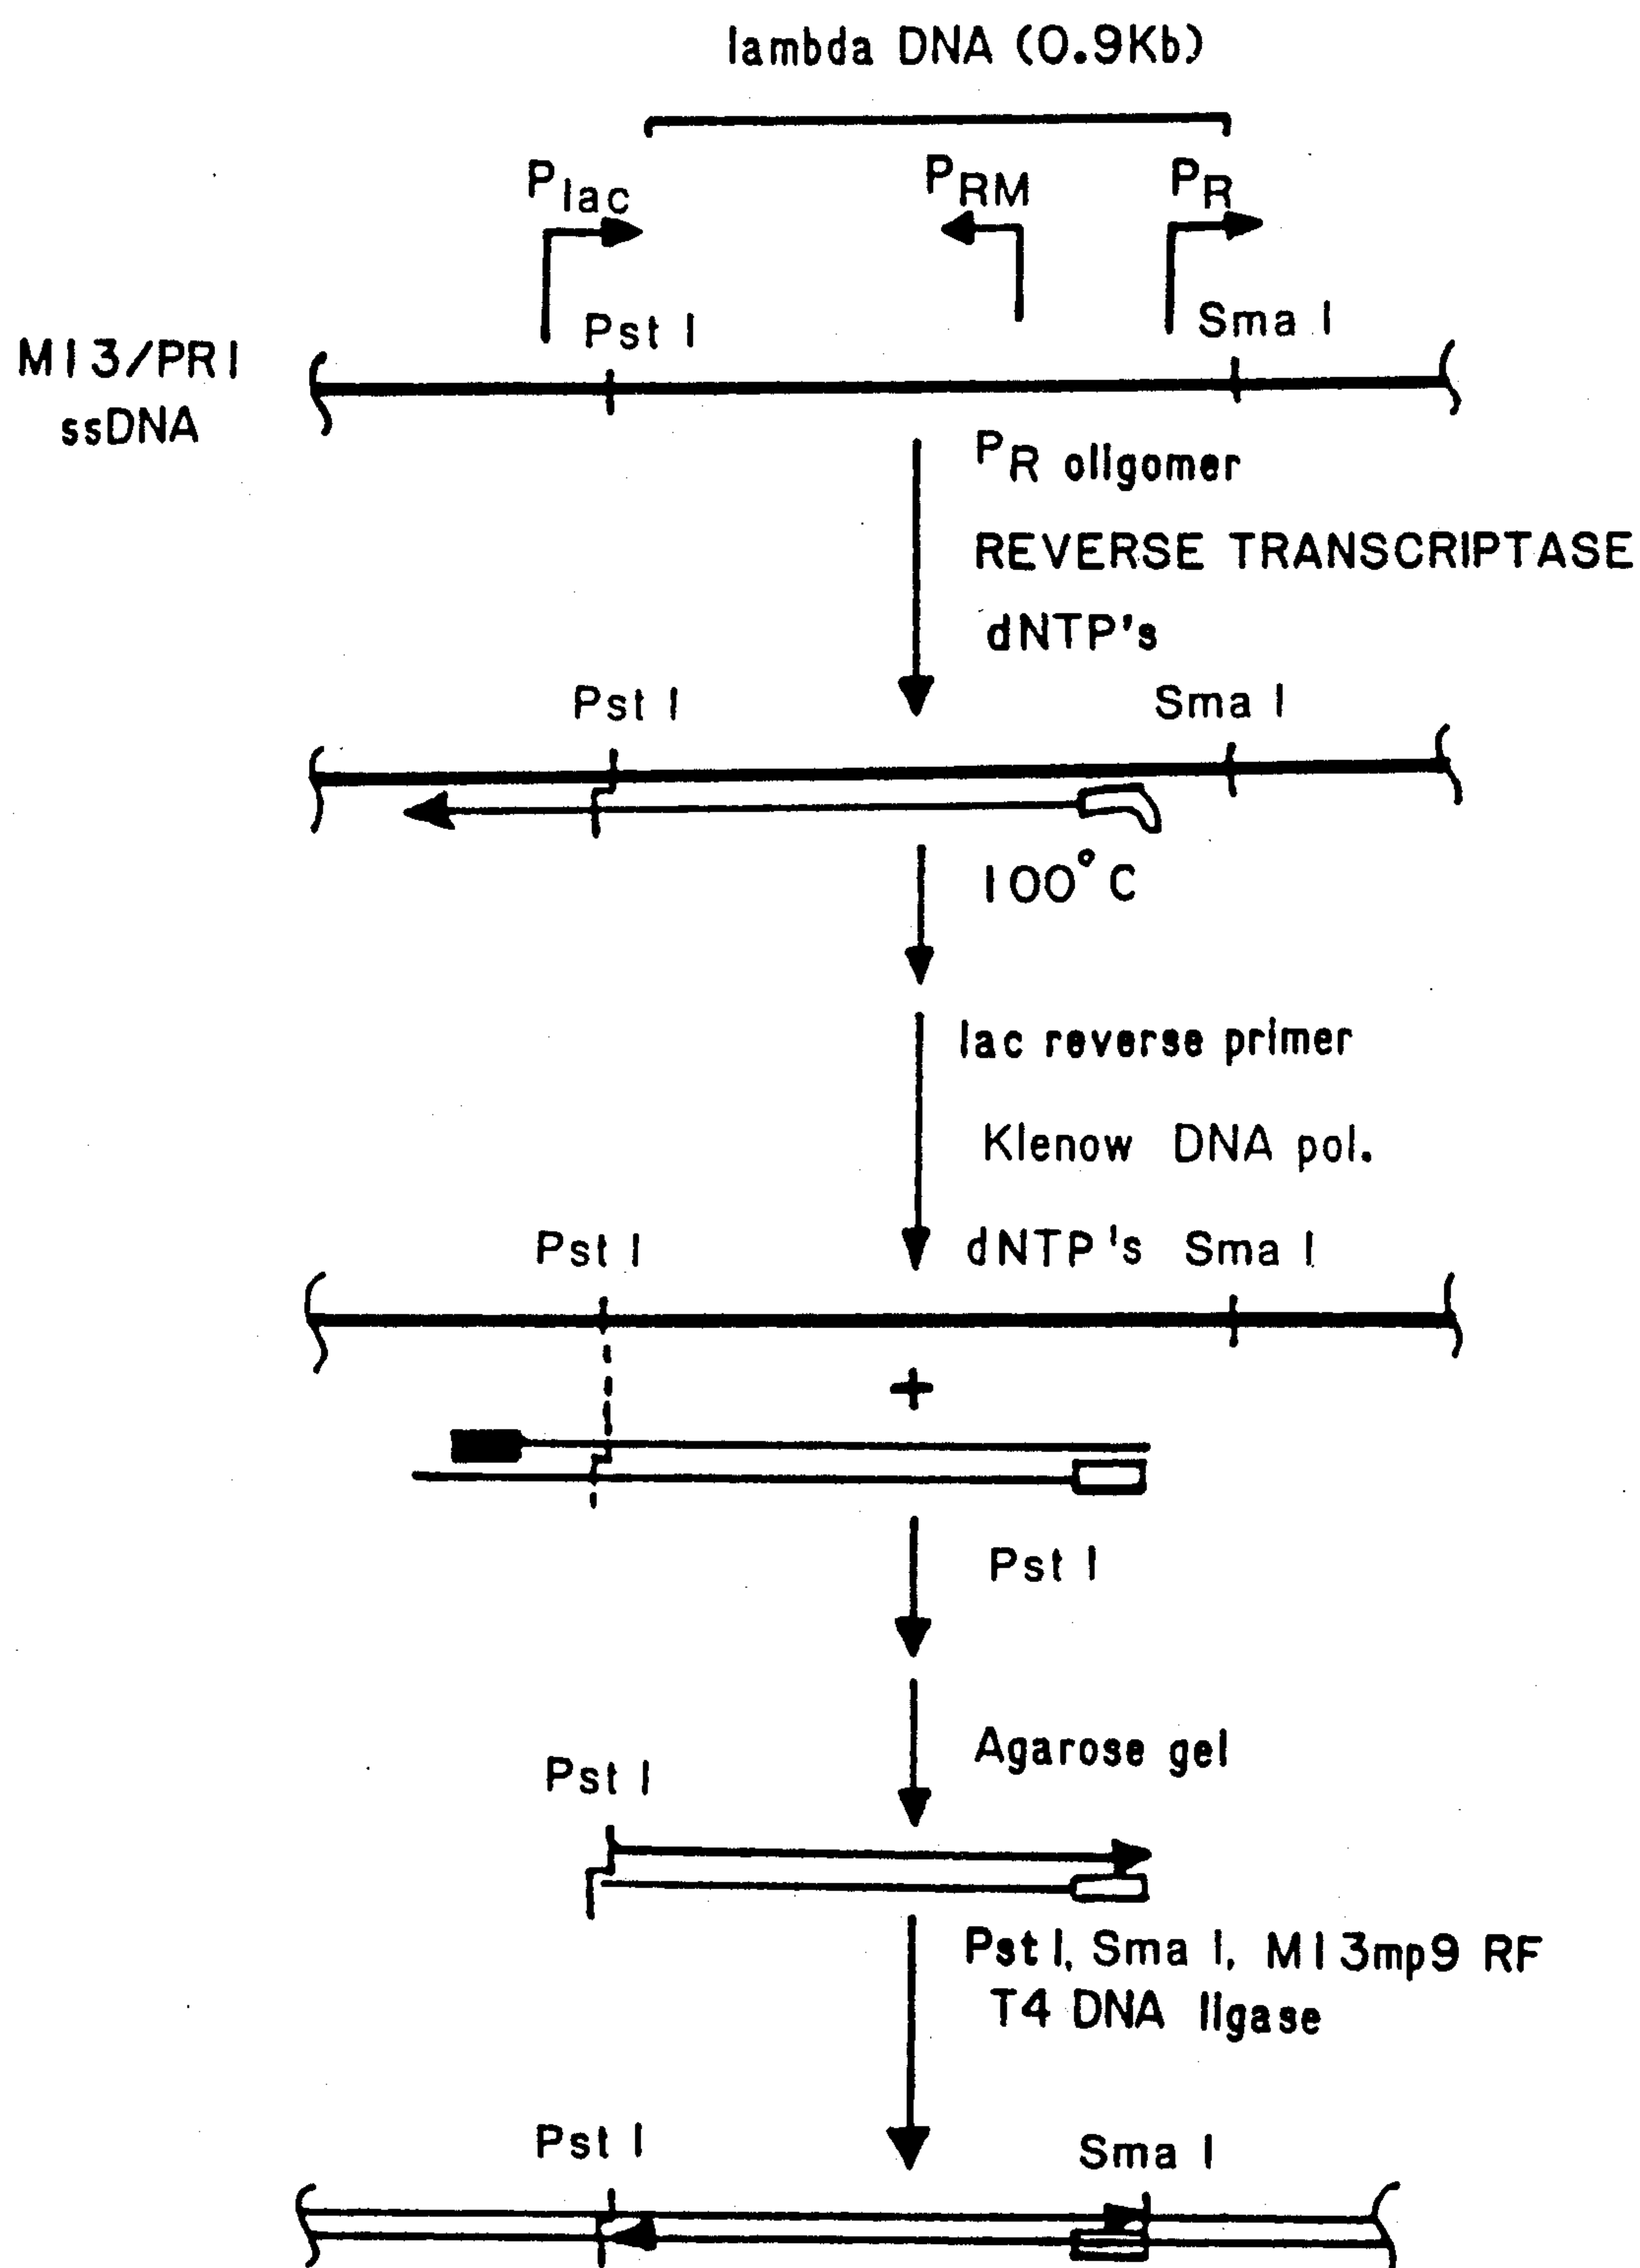 lambda DNA (0.9Kb)
Plac
PRM
PR
Pst I
Sma I
M13/PR1
ssDNA
PR oligomer
REVERSE TRANSCRIPTASE
dNTP's
Pst I
Sma I
100°C
lac reverse primer
Klenow DNA pol.
Pst I
dNTP's Sma I
+
Pst I
Agarose gel
Pst I
Pst I, Sma I, M13mp9 RF
T4 DNA ligase
Pst I
Sma I